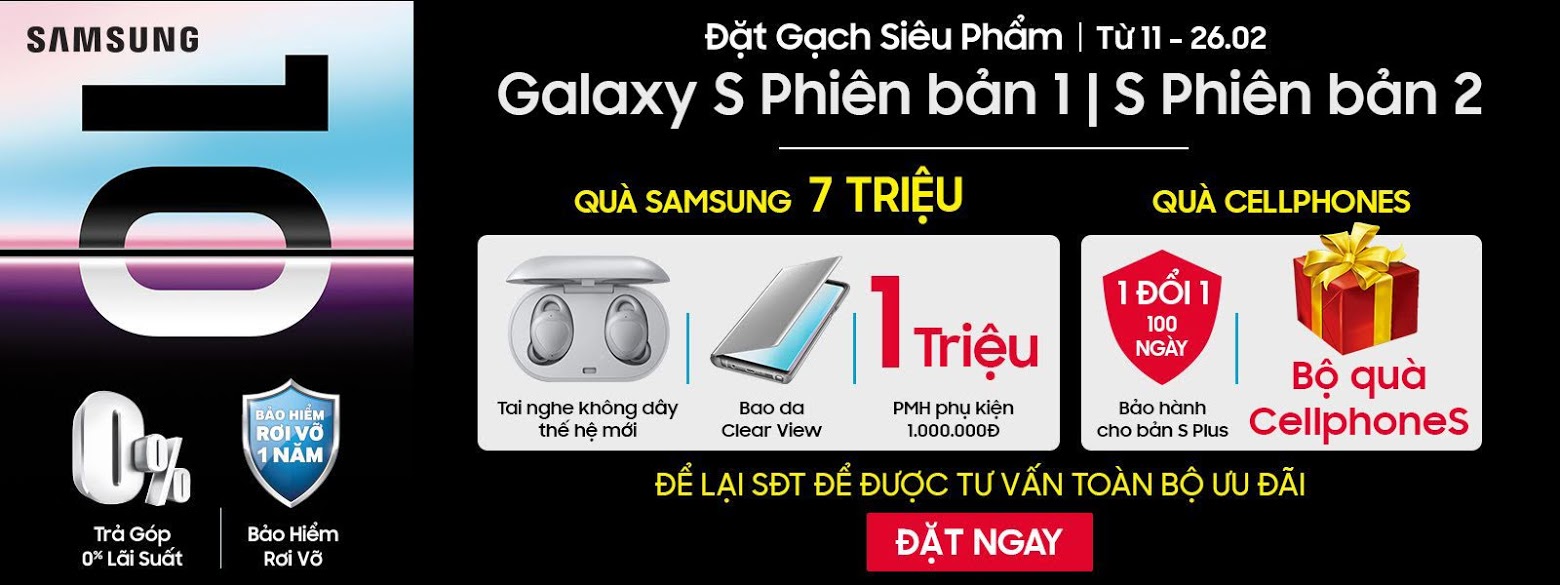 SAMSUNG
10
0%
Trả Góp
0% Lãi Suất
BẢO HIỂM
RƠI VỠ
1 NĂM
Bảo Hiểm
Rơi Vỡ
Đặt Gạch Siêu Phẩm | Từ 11 - 26.02
Galaxy S Phiên bản 1 | S Phiên bản 2
QUÀ SAMSUNG 7 TRIỆU
Tai nghe không dây
thế hệ mới
Bao da
Clear View
1 Triệu
PMH phụ kiện
1.000.000Đ
QUÀ CELLPHONES
1 ĐỔI 1
100
NGÀY
Bảo hành
cho bản S Plus
Bộ quà
CellphoneS
ĐỂ LẠI SĐT ĐỂ ĐƯỢC TƯ VẤN TOÀN BỘ ƯU ĐÃI
ĐẶT NGAY